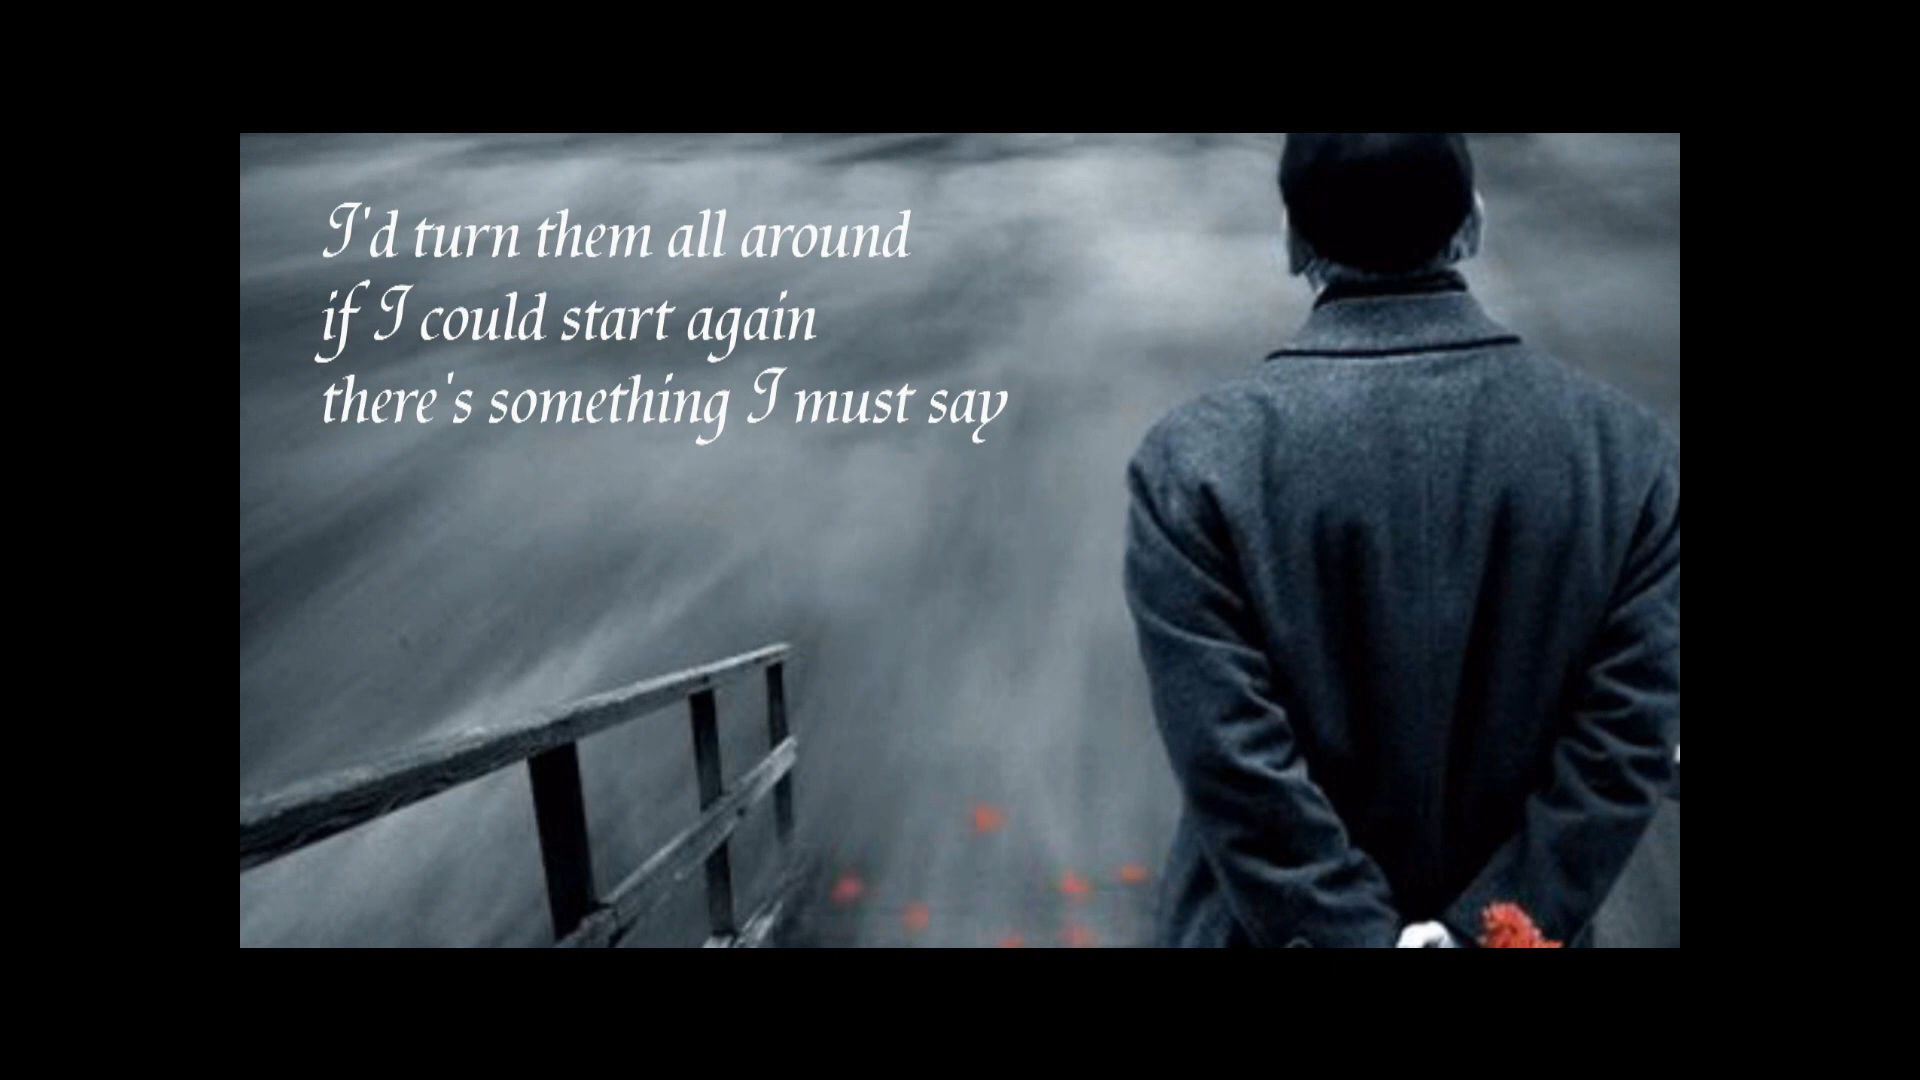 I'd turn them all around
if I could start again
there's something I must say